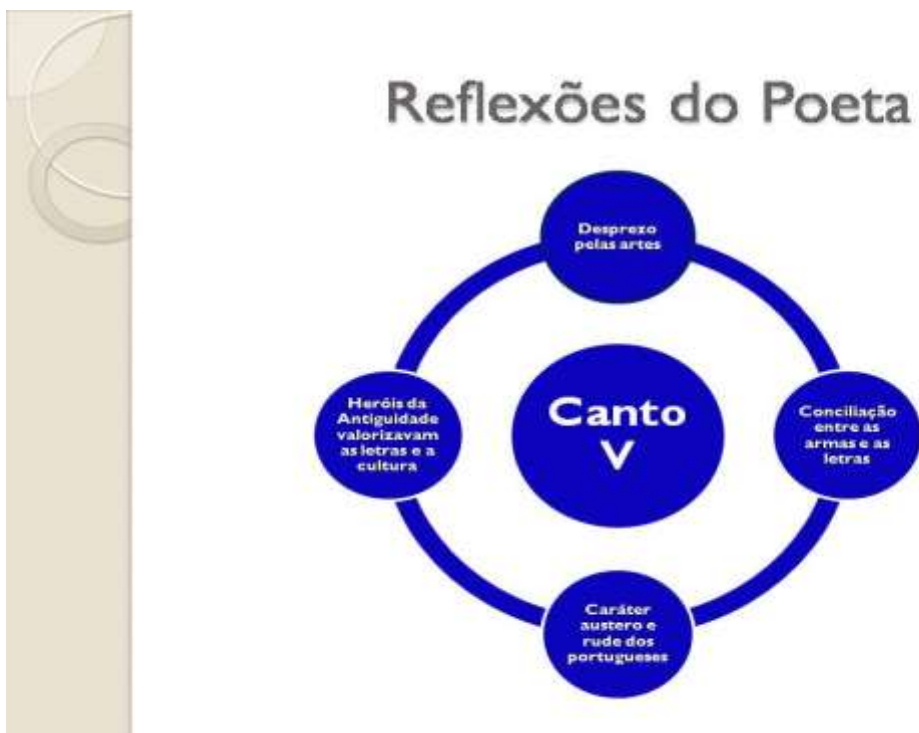 Reflexões do Poeta
Desprezo
pelas artes
Heróis da
Antiguidade
valorizavam
as letras e a
cultura
Canto
V
Conciliação
entre as
armas e as
letras
Caráter
austero e
rude dos
portugueses